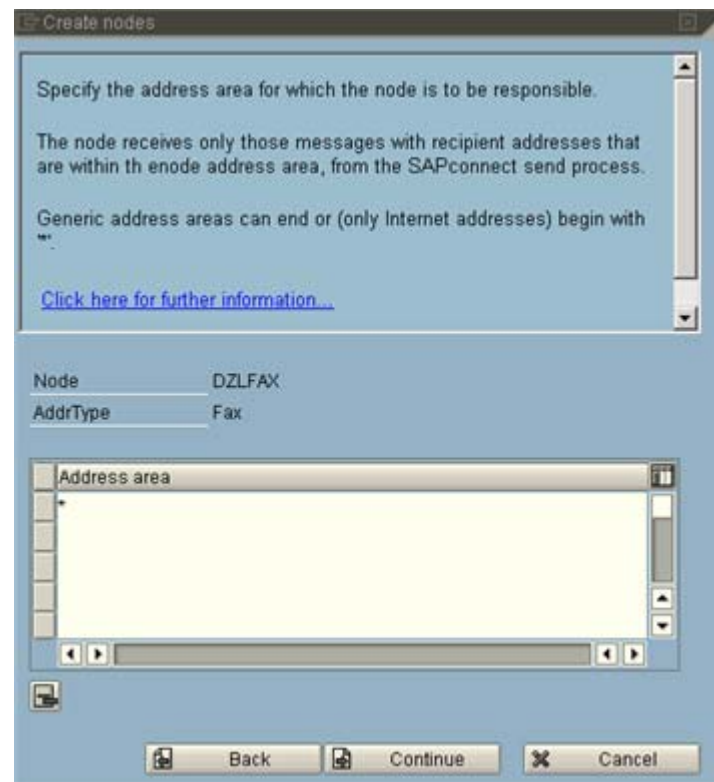 Create nodes
Specify the address area for which the node is to be responsible.
The node receives only those messages with recipient addresses that
are within th enode address area, from the SAPconnect send process.
Generic address areas can end or (only Internet addresses) begin with
"*".
Click here for further information...
Node DZLFAX
AddrType Fax
Address area
*
Back Continue Cancel